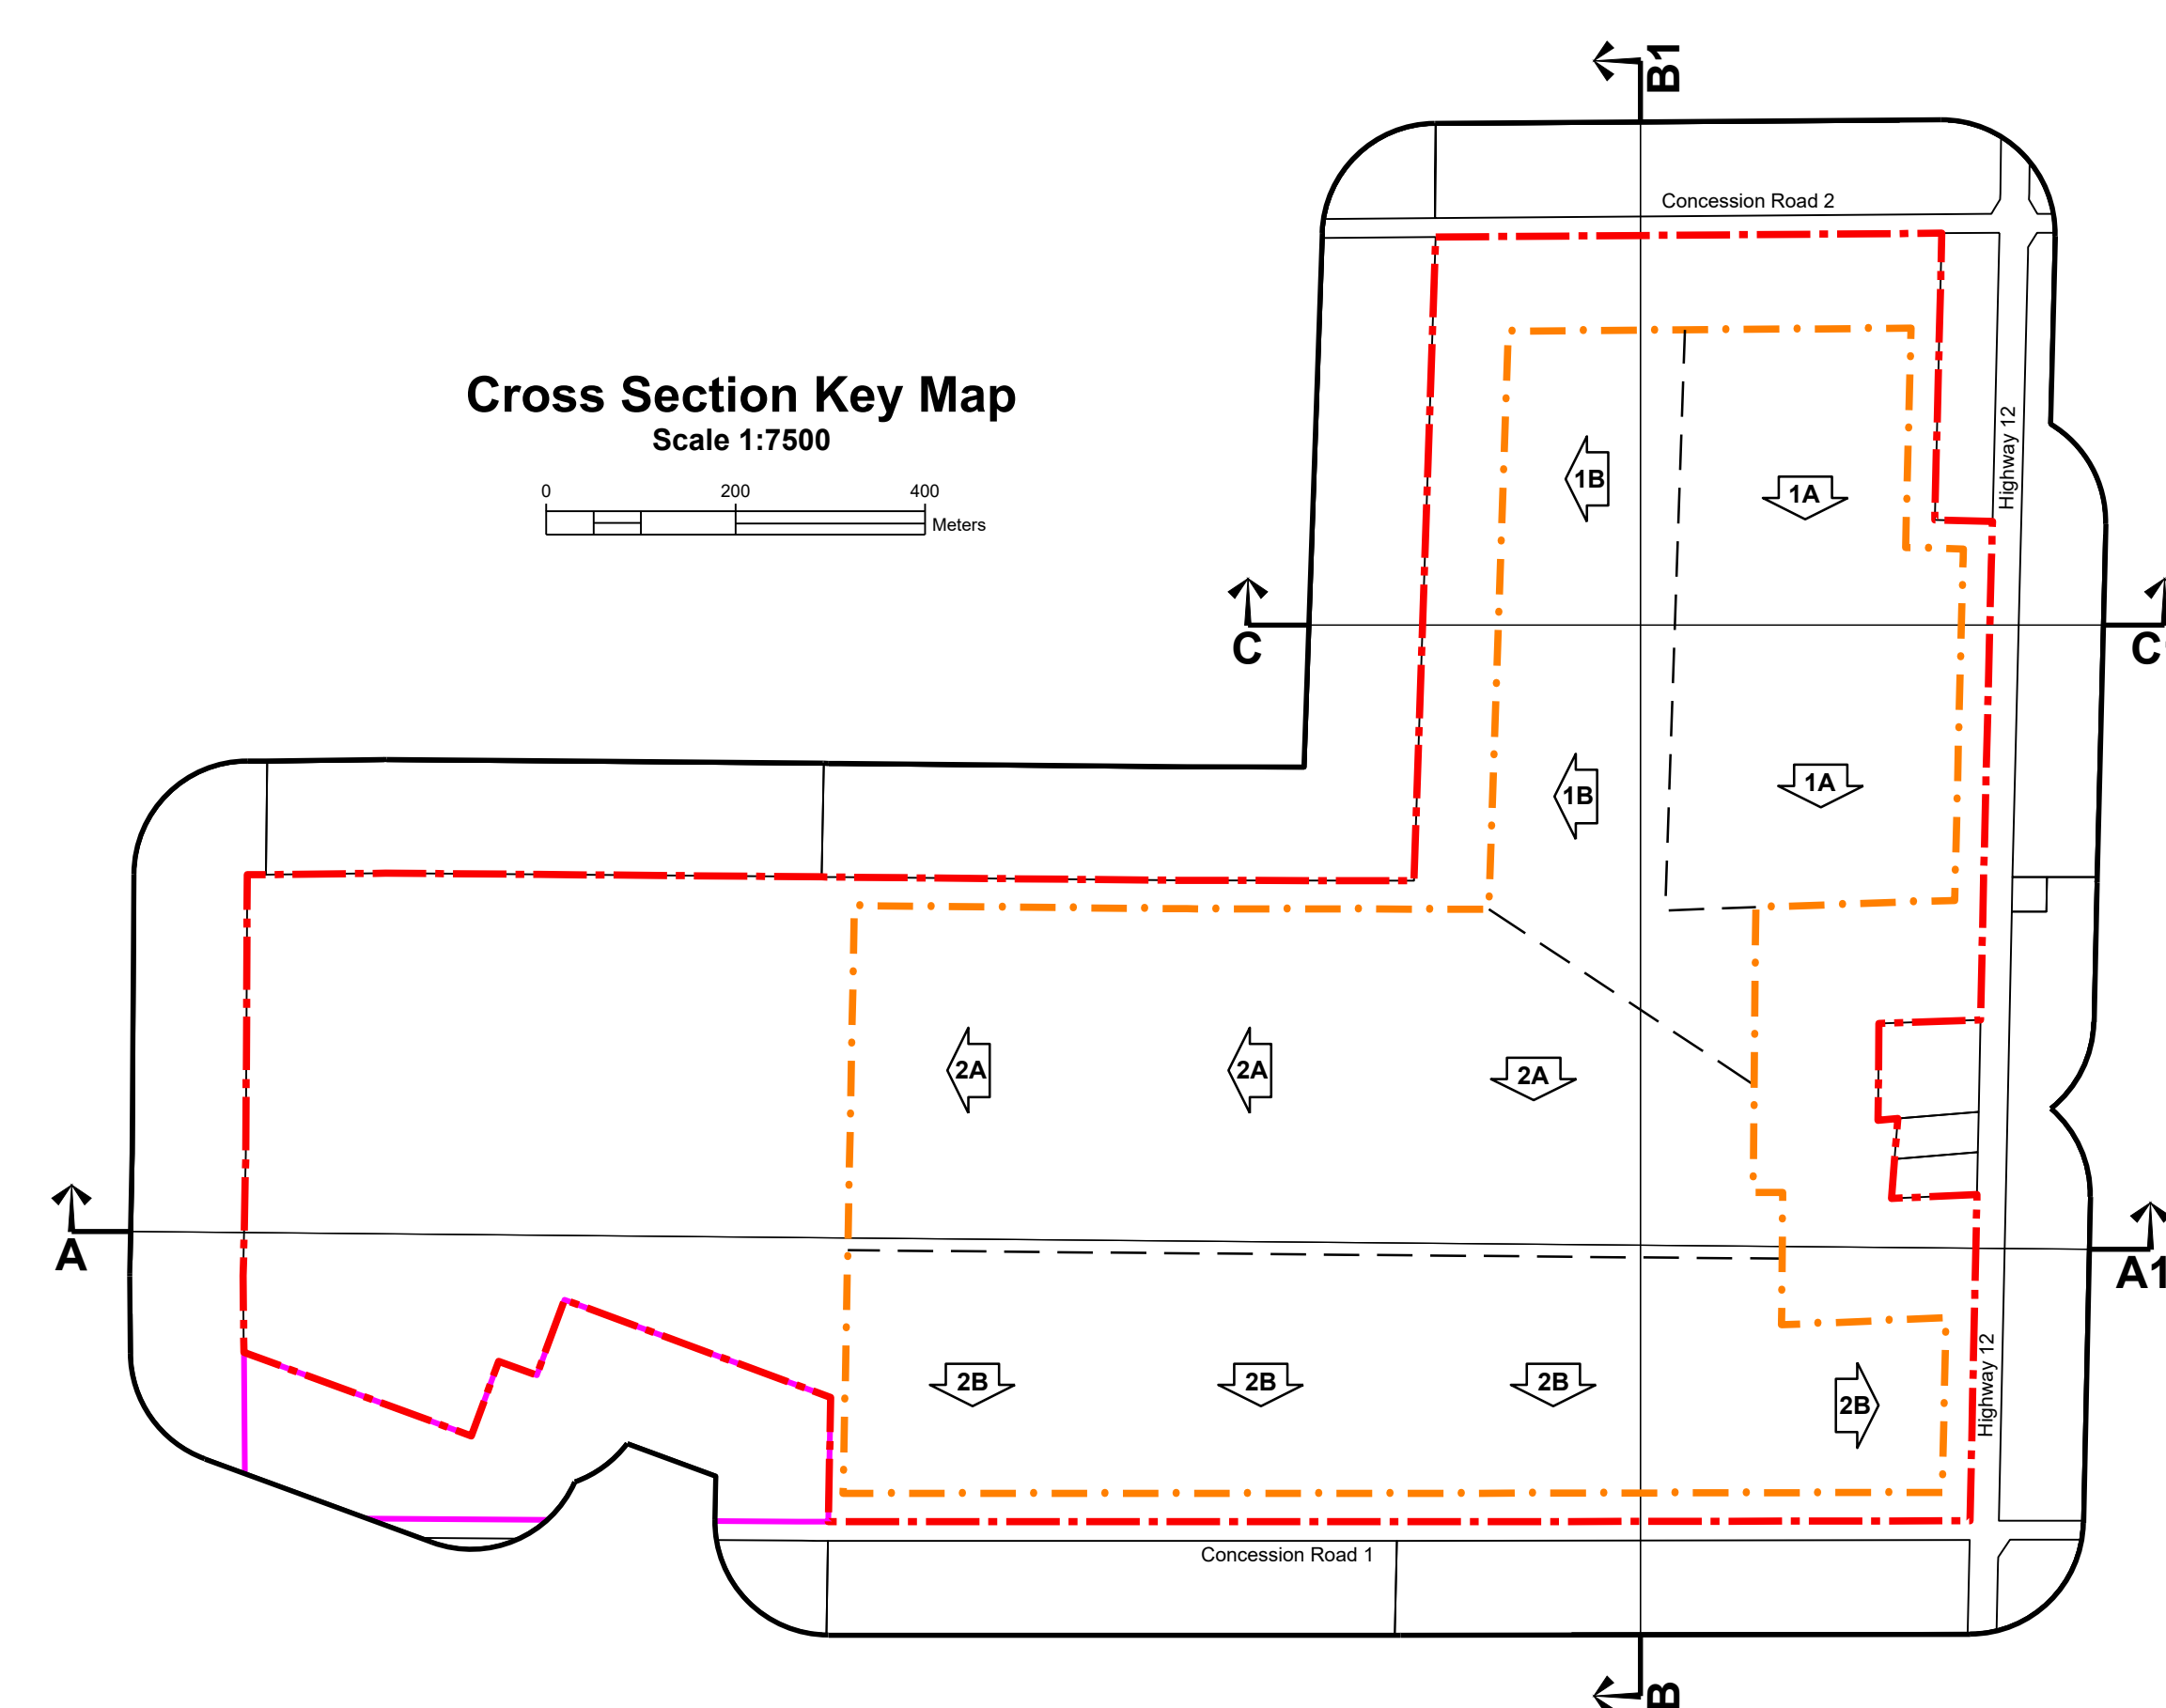 B1
Concession Road 2
Cross Section Key Map
Scale 1:7500
0 200 400
Meters
Highway 12
1B
1A
C
C
1B
1A
2A
2A
2A
A
A1
2B
2B
2B
2B
Highway 12
Concession Road 1
B